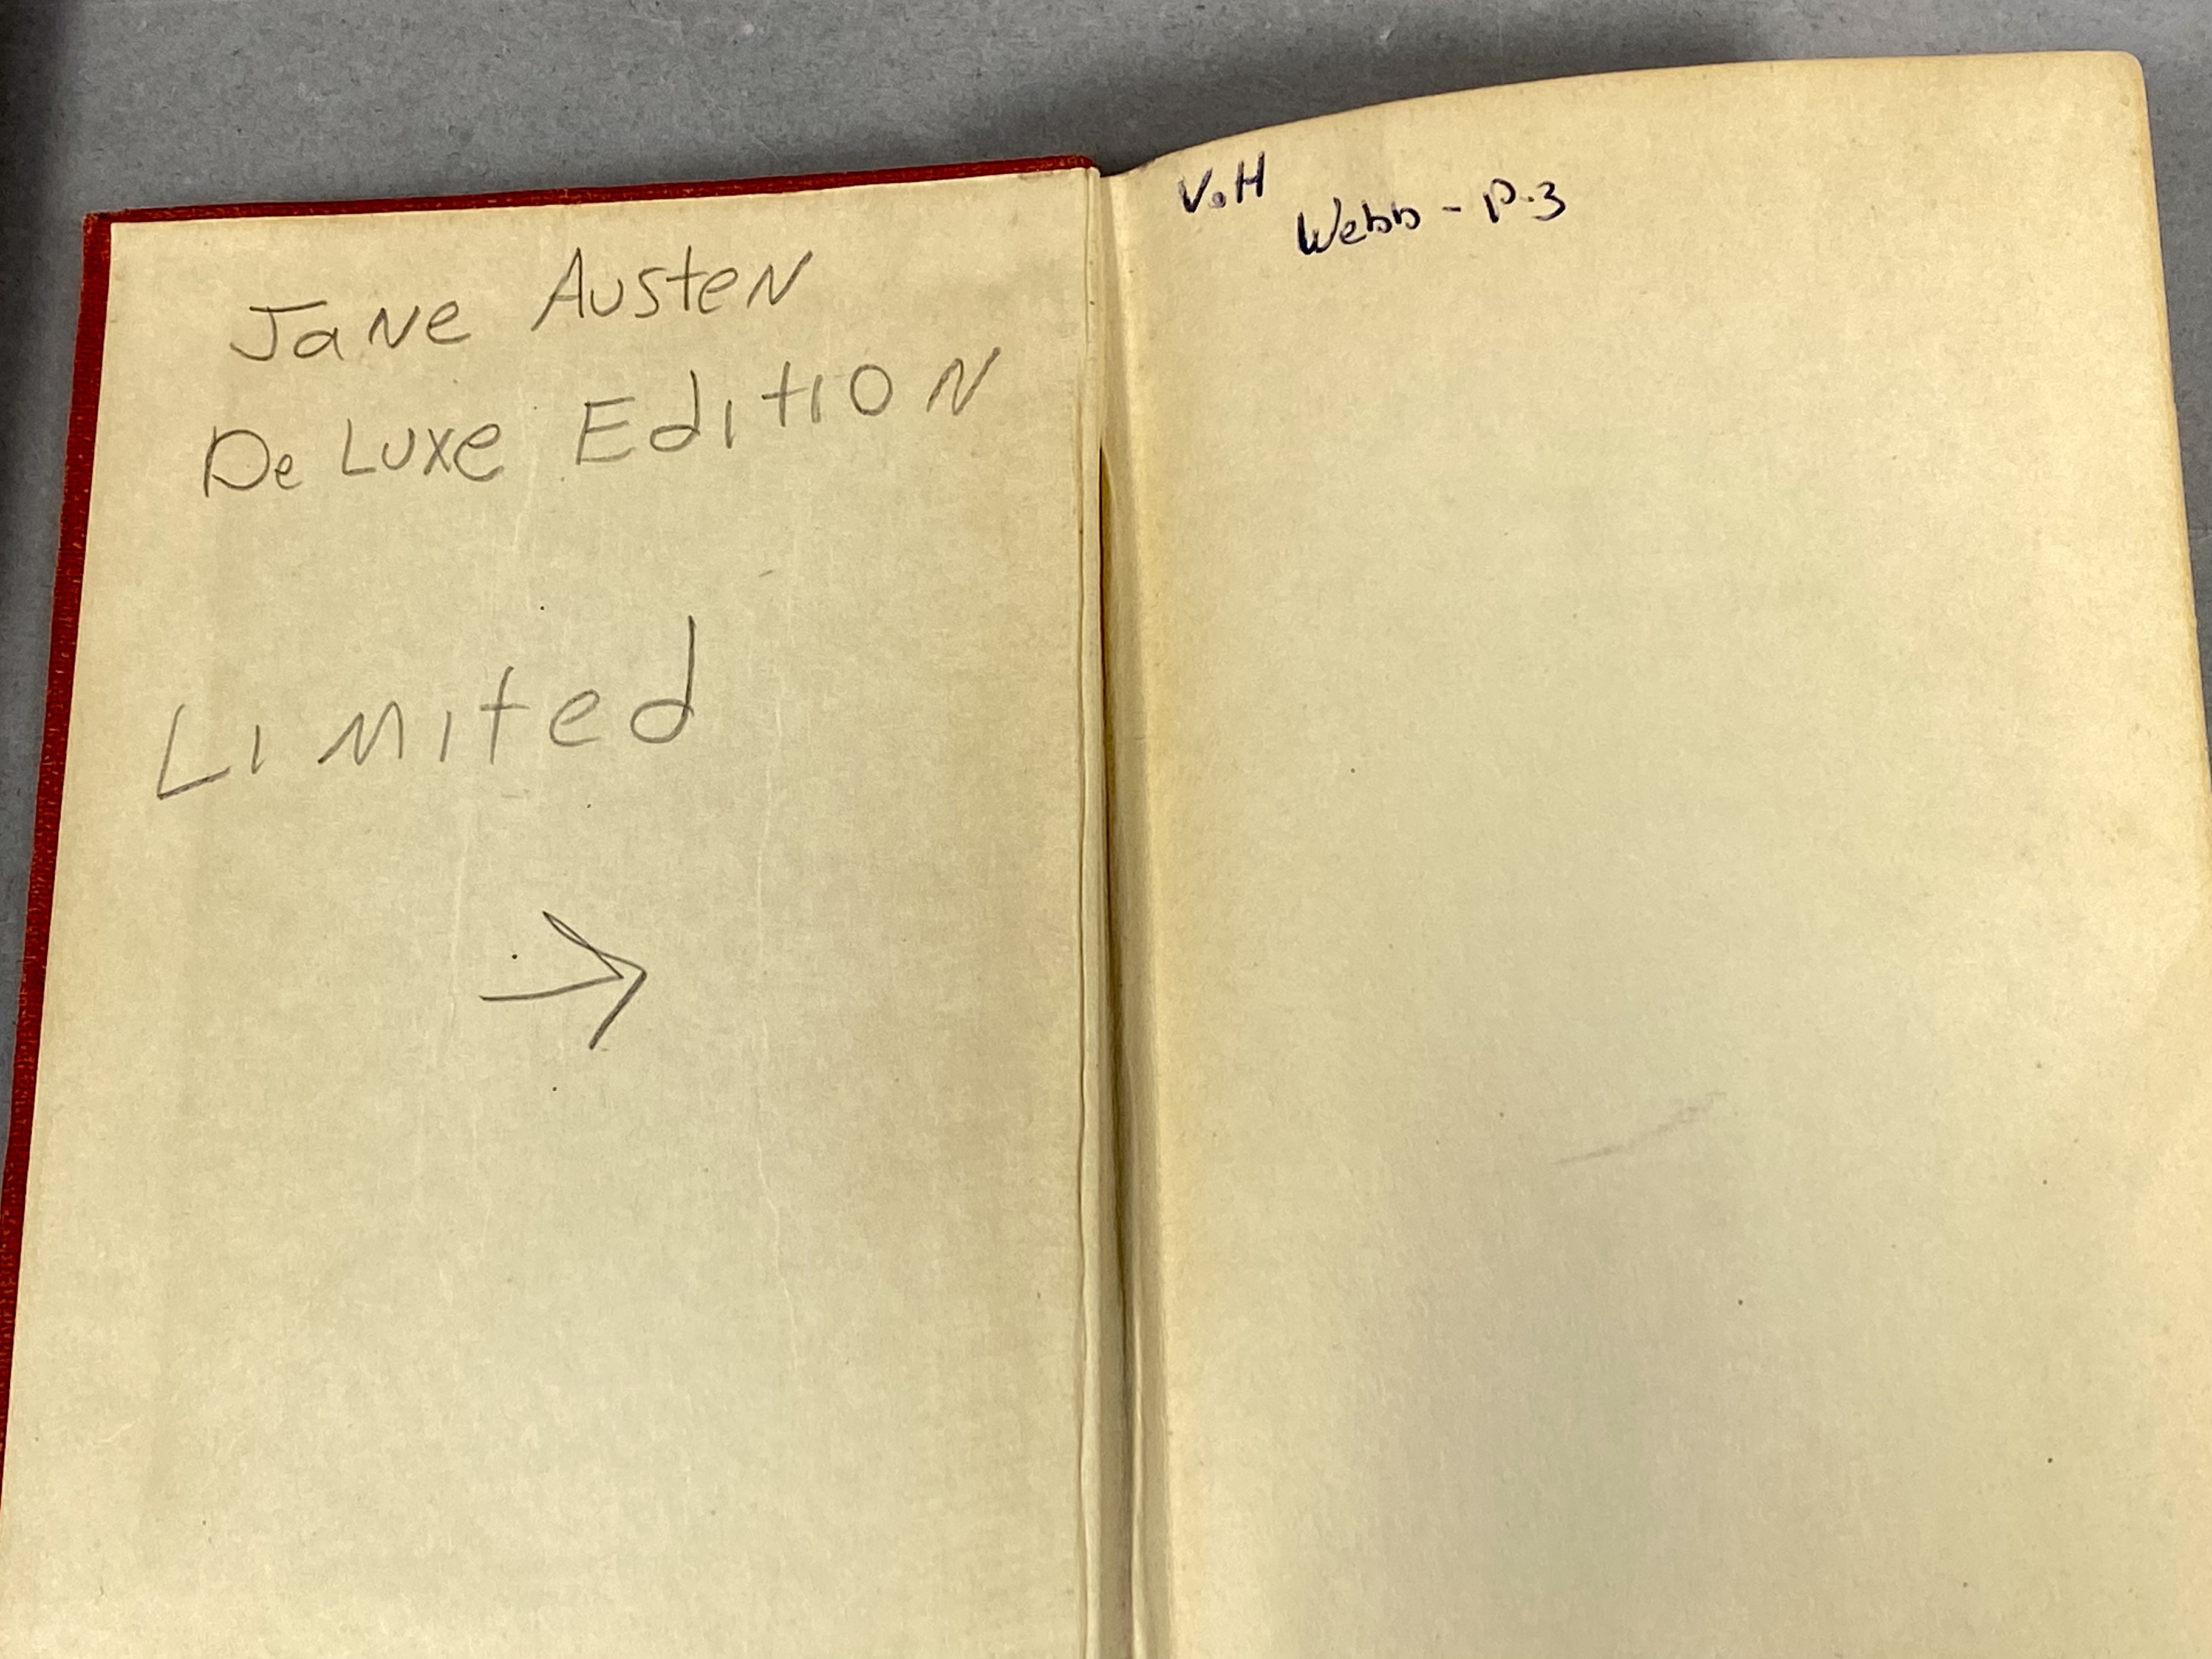 Jane Austen
De Luxe Edition
Limited
→
V.H
Webb - P.3